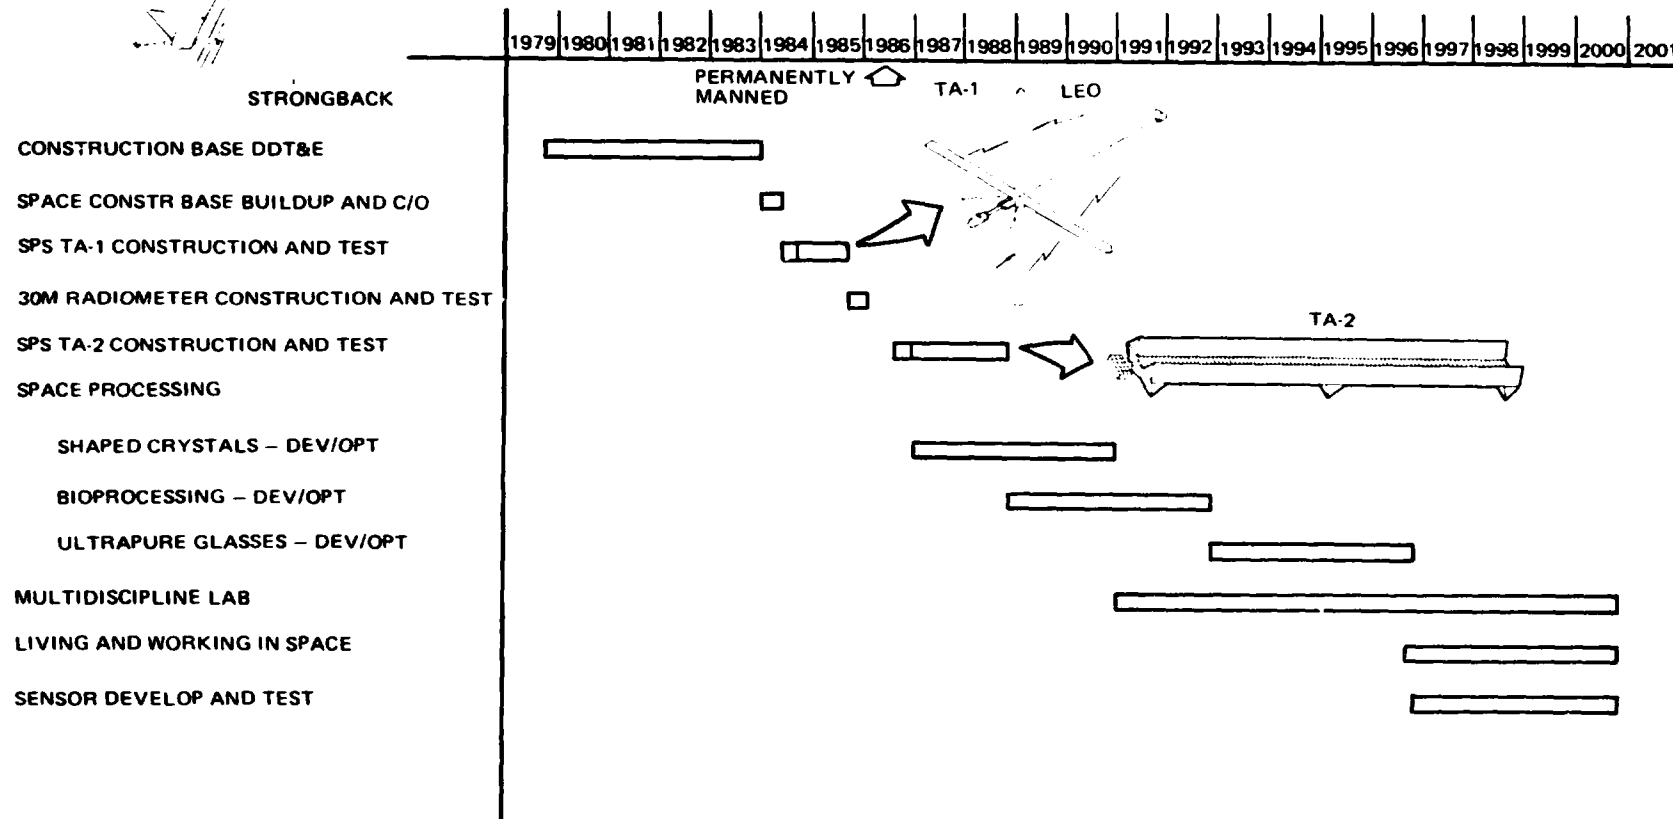 1979 1980 1981 1982 1983 1984 1985 1986 1987 1988 1989 1990 1991 1992 1993 1994 1995 1996 1997 1998 1999 2000 2001
PERMANENTLY
MANNED
TA-1
LEO
STRONGBACK
CONSTRUCTION BASE DDT&E
SPACE CONSTR BASE BUILDUP AND C/O
SPS TA-1 CONSTRUCTION AND TEST
30M RADIOMETER CONSTRUCTION AND TEST
TA-2
SPS TA-2 CONSTRUCTION AND TEST
SPACE PROCESSING
SHAPED CRYSTALS – DEV/OPT
BIOPROCESSING – DEV/OPT
ULTRAPURE GLASSES – DEV/OPT
MULTIDISCIPLINE LAB
LIVING AND WORKING IN SPACE
SENSOR DEVELOP AND TEST